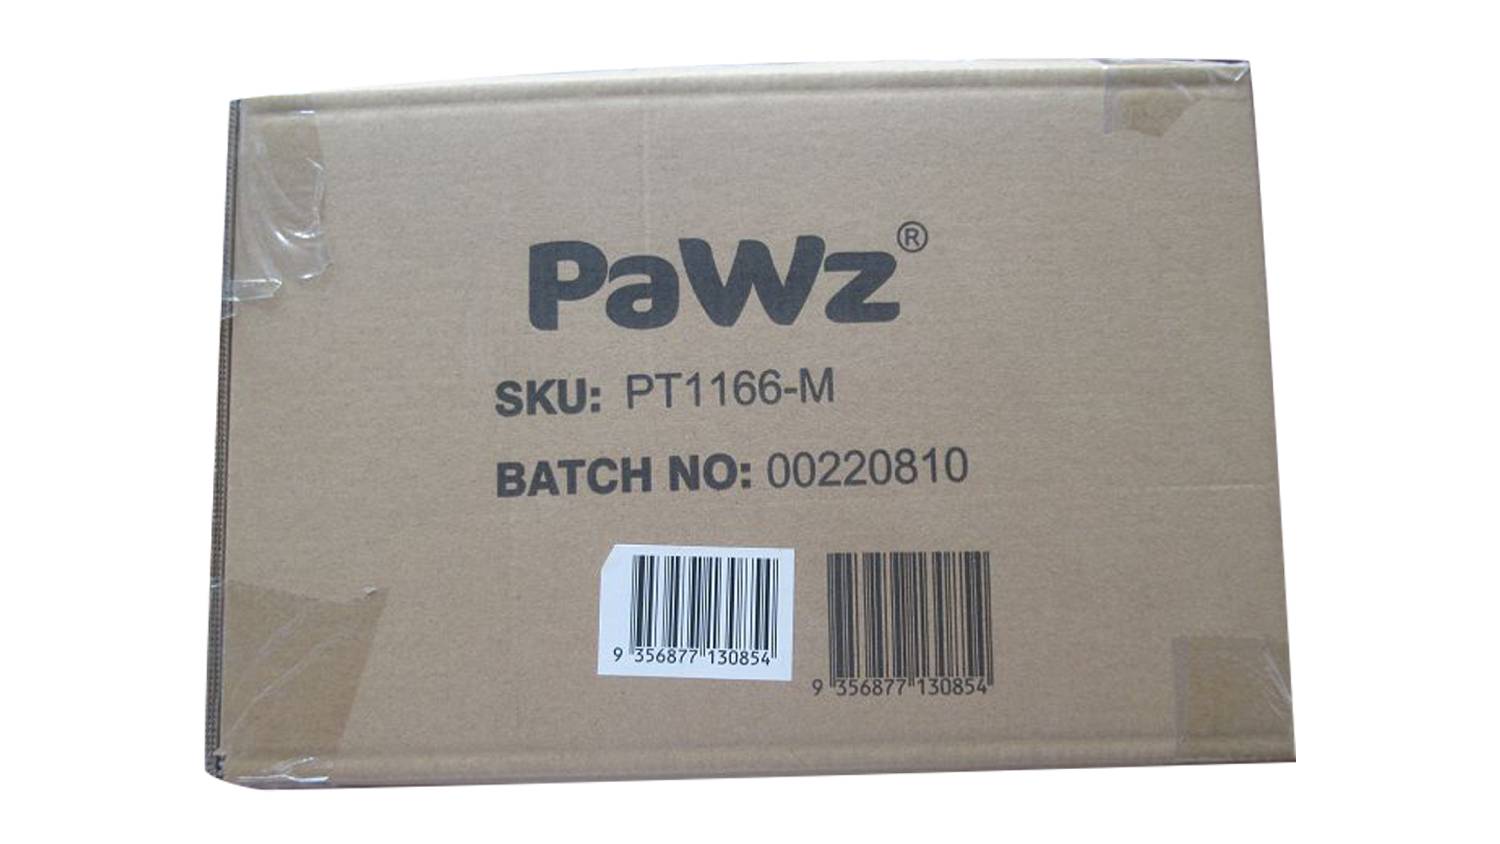 PaWz®
SKU: PT1166-M
BATCH NO: 00220810
9 356877 130854
9 356877 130854